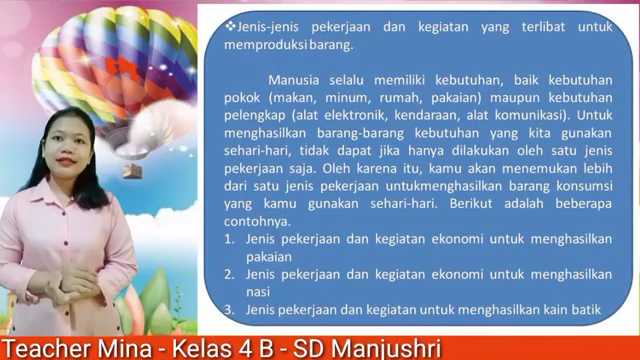 ❖Jenis-jenis pekerjaan dan kegiatan yang terlibat untuk
memproduksi barang.
Manusia selalu memiliki kebutuhan, baik kebutuhan
pokok (makan, minum, rumah, pakaian) maupun kebutuhan
pelengkap (alat elektronik, kendaraan, alat komunikasi). Untuk
menghasilkan barang-barang kebutuhan yang kita gunakan
sehari-hari, tidak dapat jika hanya dilakukan oleh satu jenis
pekerjaan saja. Oleh karena itu, kamu akan menemukan lebih
dari satu jenis pekerjaan untukmenghasilkan barang konsumsi
yang kamu gunakan sehari-hari. Berikut adalah beberapa
contohnya.
1. Jenis pekerjaan dan kegiatan ekonomi untuk menghasilkan
pakaian
2. Jenis pekerjaan dan kegiatan ekonomi untuk menghasilkan
nasi
3. Jenis pekerjaan dan kegiatan untuk menghasilkan kain batik
Teacher Mina - Kelas 4 B - SD Manjushri